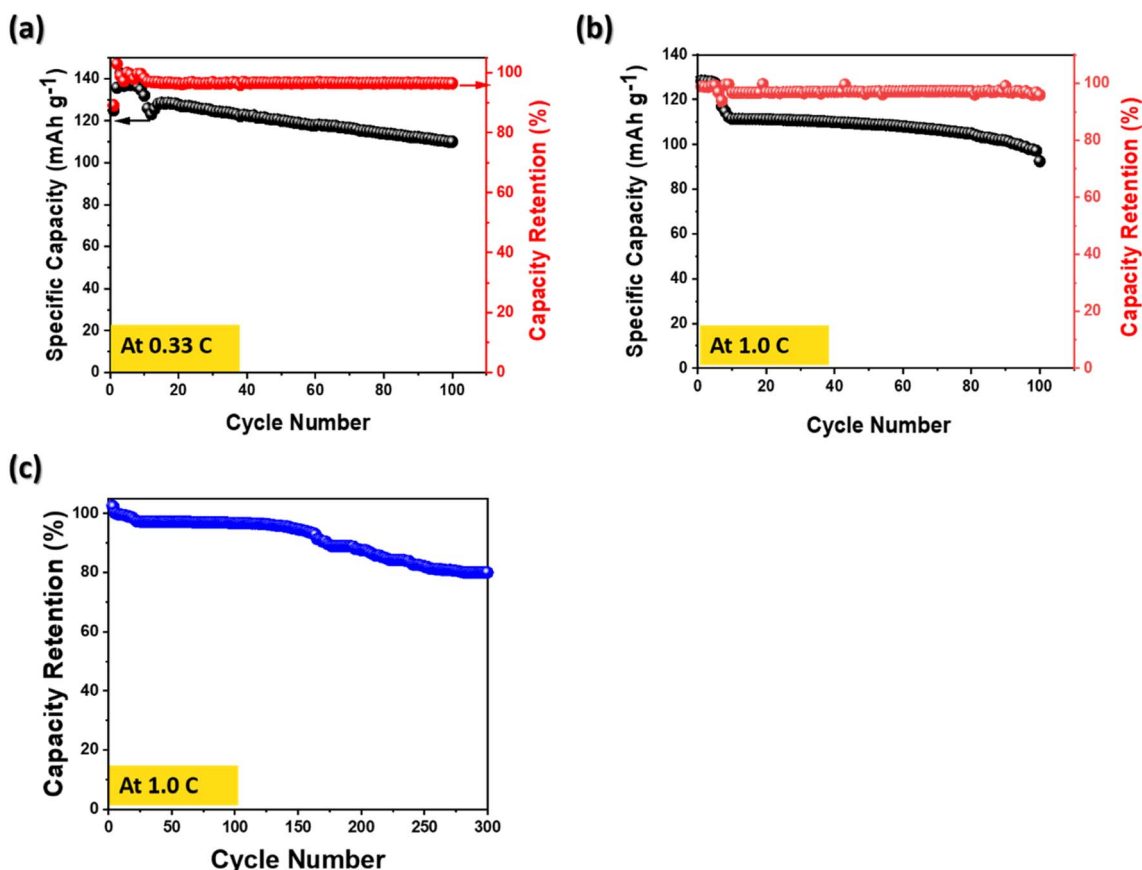 (a)
Specific Capacity (mAh g⁻¹)
140
120
100
80
60
40
20
0
100
80
60
40
20
0
Capacity Retention (%)
At 0.33 C
0 20 40 60 80 100
Cycle Number
(b)
Specific Capacity (mAh g⁻¹)
140
120
100
80
60
40
20
0
100
80
60
40
20
0
Capacity Retention (%)
At 1.0 C
0 20 40 60 80 100
Cycle Number
(c)
Capacity Retention (%)
100
80
60
40
20
0
At 1.0 C
0 50 100 150 200 250 300
Cycle Number